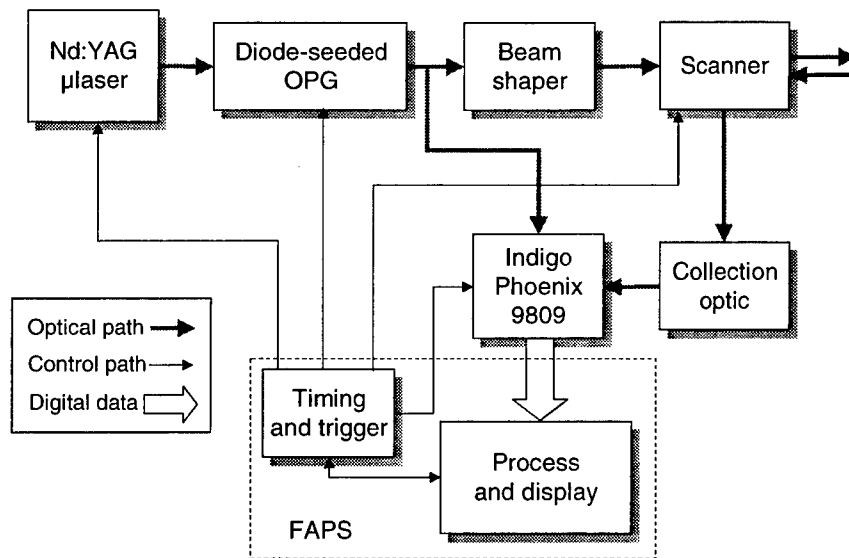 Nd:YAG
μlaser
Diode-seeded
OPG
Beam
shaper
Scanner
Indigo
Phoenix
9809
Collection
optic
Optical path
Control path
Digital data
Timing
and trigger
Process
and display
FAPS